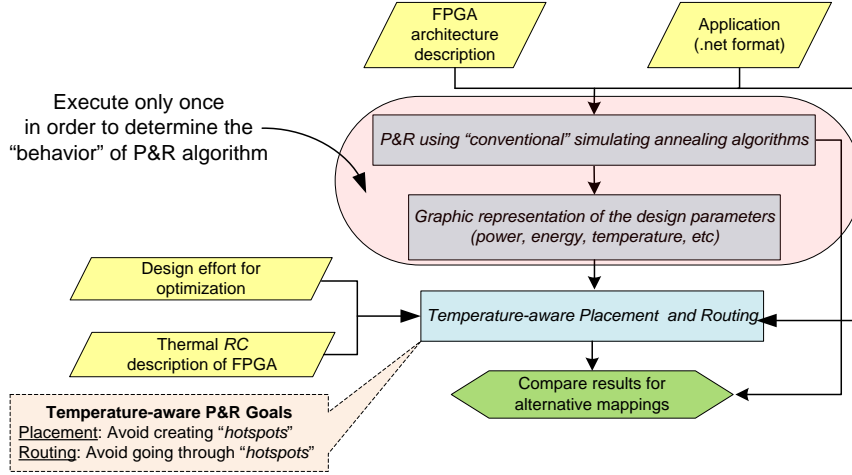 FPGA
architecture
description
Application
(.net format)
Execute only once
in order to determine the
“behavior” of P&R algorithm
P&R using “conventional” simulating annealing algorithms
Graphic representation of the design parameters
(power, energy, temperature, etc)
Design effort for
optimization
Thermal RC
description of FPGA
Temperature-aware Placement and Routing
Compare results for
alternative mappings
Temperature-aware P&R Goals
Placement: Avoid creating “hotspots”
Routing: Avoid going through “hotspots”